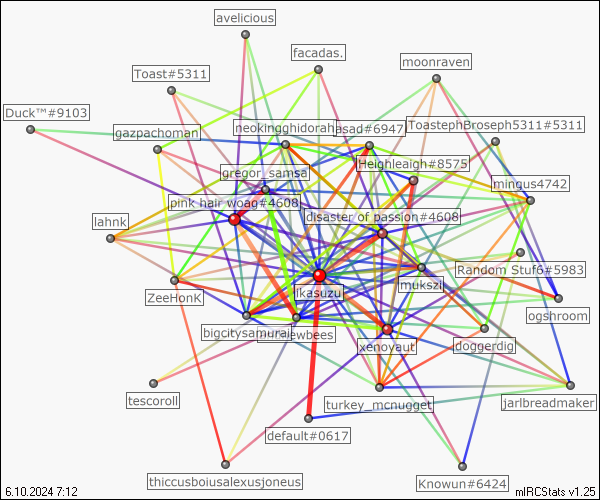 avelicious
facadas.
moonraven
Toast#5311
Duck™#9103
ToastephBroseph5311#5311
neokingghidorah
asad#6947
gazpachoman
Heighleaigh#8575
gregor_samsa
mingus4742
pink hair woag#4608
disaster of passion#4608
lahnk
Random Stuf6#5983
mukszi
ikasuzu
ZeeHonK
ogshroom
bigcitysamurai
xenovaut
doggerdig
tescoroll
turkey_mcnugget
jarlbreadmaker
default#0617
thiccusboiusalexusjoneus
Knowun#6424
6.10.2024 7:12
mIRCStats v1.25